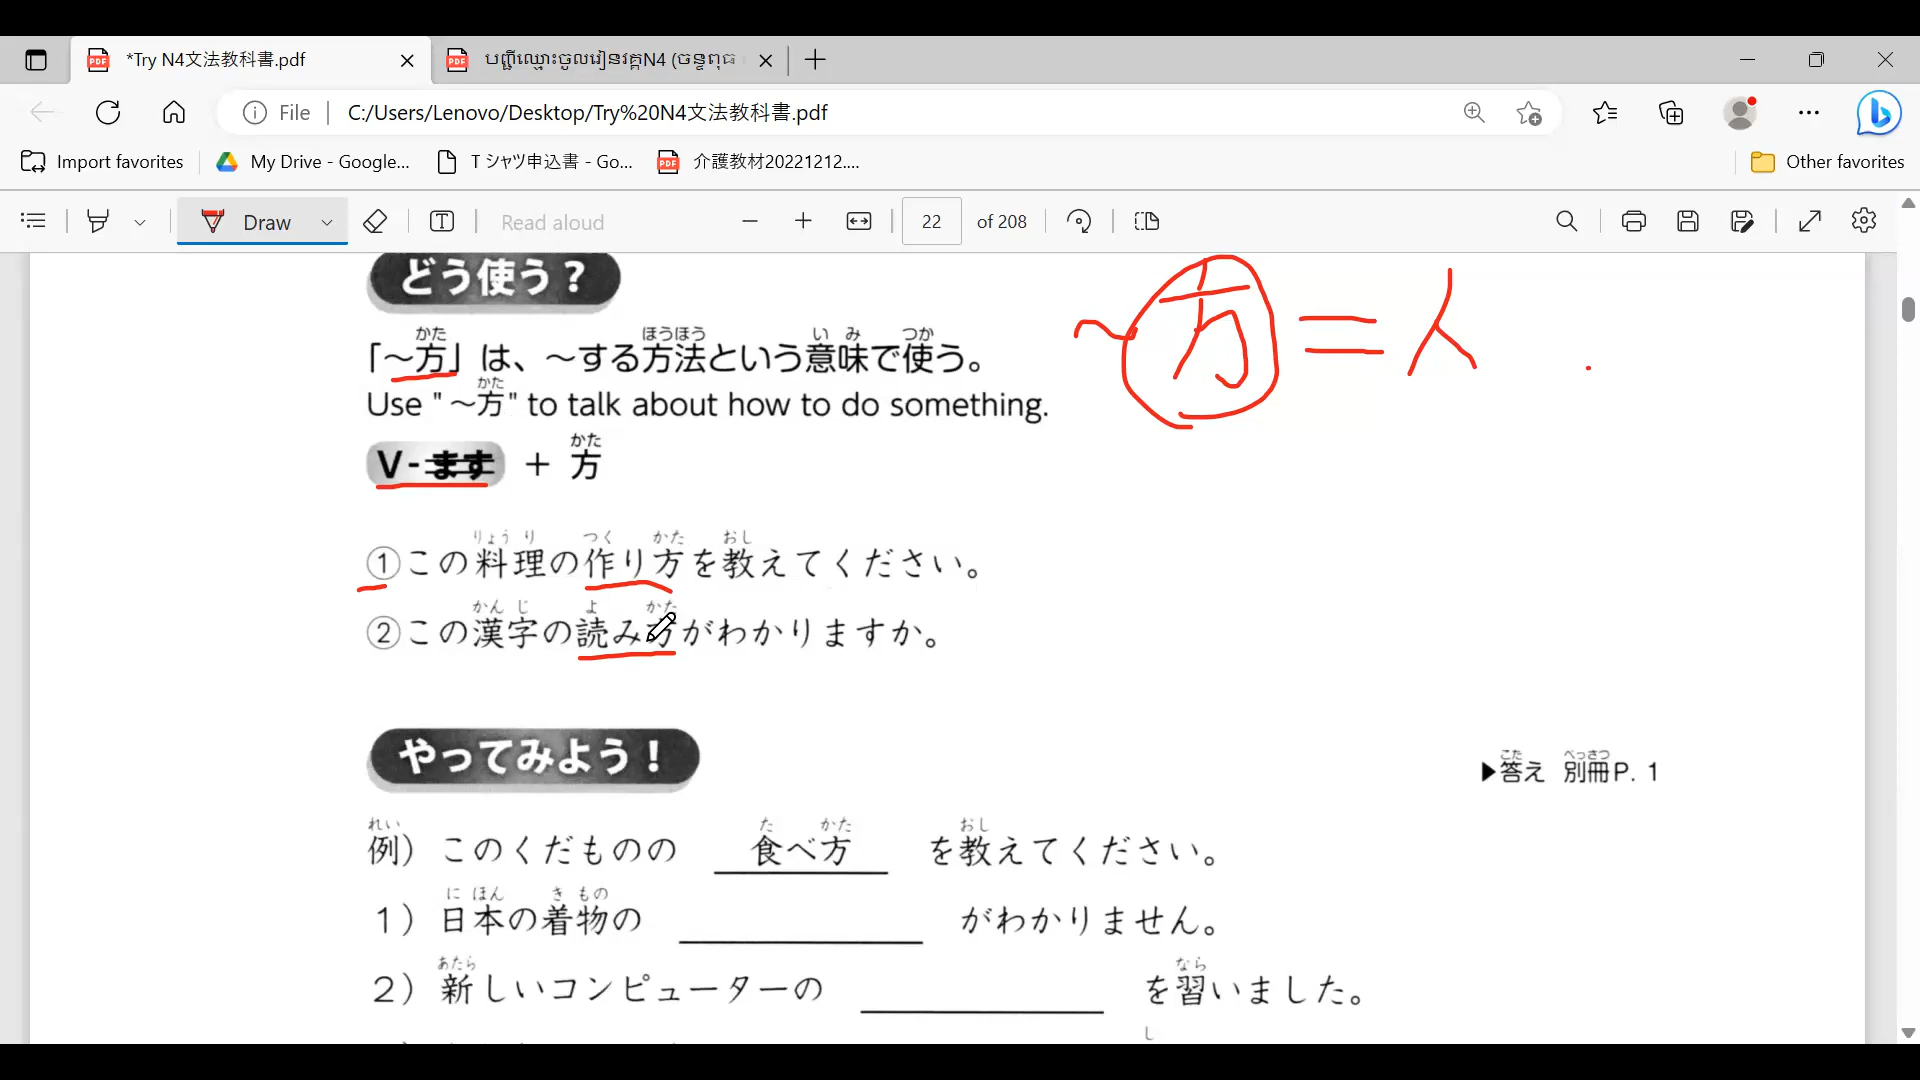 *Try N4文法教科書.pdf
បញ្ជីឈ្មោះចូលរៀនវគ្គN4 (ចន្ទពុធ
File
C:/Users/Lenovo/Desktop/Try%20N4文法教科書.pdf
Import favorites
My Drive - Google...
T シャツ申込書 - Go...
介護教材20221212....
Other favorites
Draw
Read aloud
22
of 208
どう使う？
かた ほうほう い み つか
「～方」は、～する方法という意味で使う。
かた
Use "～方" to talk about how to do something.
かた
V-ます + 方
～方=人
りょう り つく かた おし
①この料理の作り方を教えてください。
かん じ よ かた
②この漢字の読み方がわかりますか。
やってみよう！
こた べっさつ
▶答え 別冊P. 1
れい た かた おし
例）このくだものの 食べ方 を教えてください。
に ほん き もの
1）日本の着物の がわかりません。
あたら なら
2）新しいコンピューターの を習いました。
し